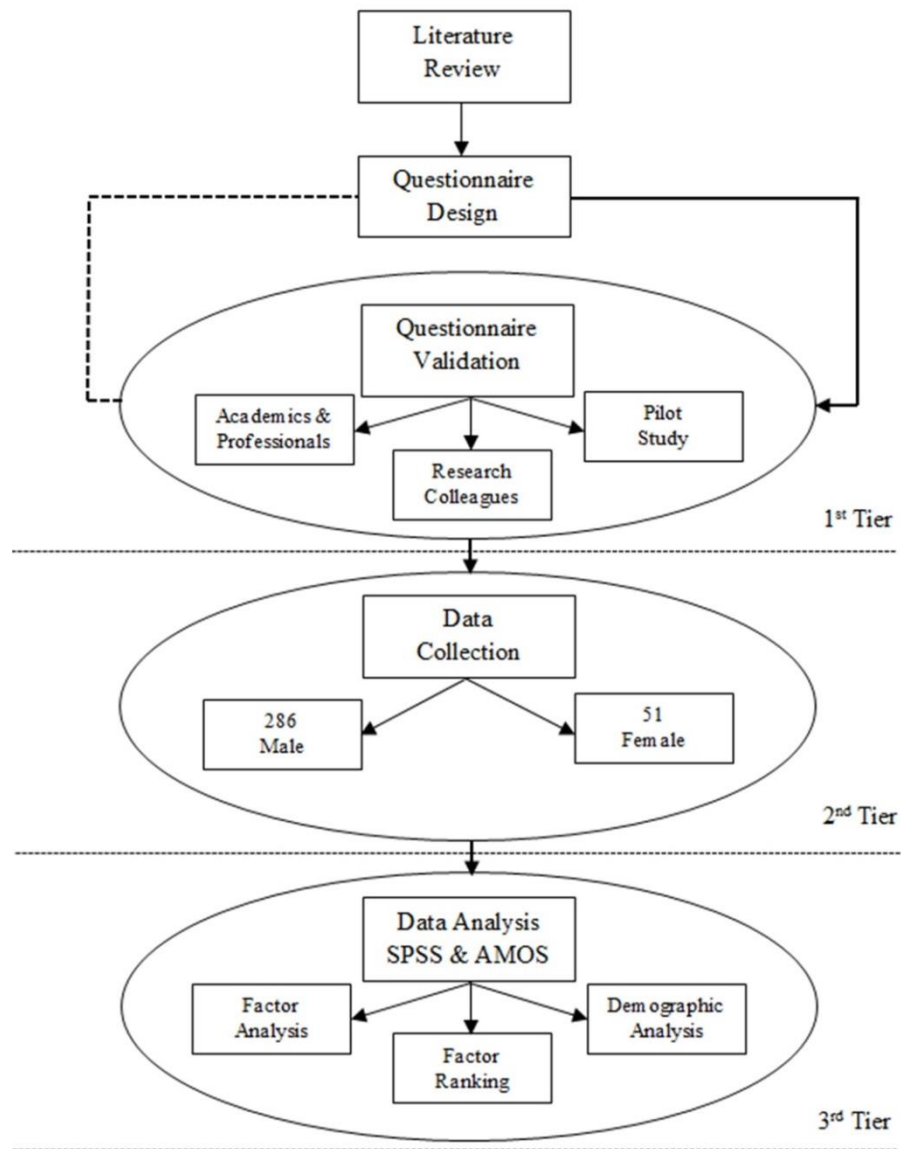 Literature
Review
Questionnaire
Design
Questionnaire
Validation
Academics &
Professionals
Pilot
Study
Research
Colleagues
1st Tier
Data
Collection
286
Male
51
Female
2nd Tier
Data Analysis
SPSS & AMOS
Factor
Analysis
Demographic
Analysis
Factor
Ranking
3rd Tier